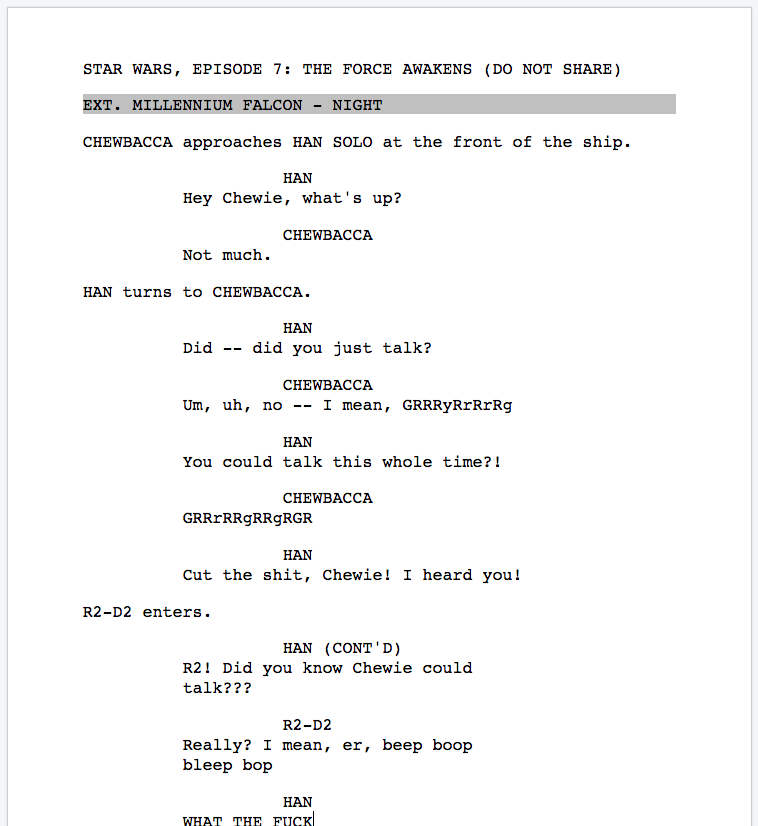 STAR WARS, EPISODE 7: THE FORCE AWAKENS (DO NOT SHARE)
EXT. MILLENNIUM FALCON - NIGHT
CHEWBACCA approaches HAN SOLO at the front of the ship.
HAN
Hey Chewie, what's up?
CHEWBACCA
Not much.
HAN turns to CHEWBACCA.
HAN
Did -- did you just talk?
CHEWBACCA
Um, uh, no -- I mean, GRRRyRrRrRg
HAN
You could talk this whole time?!
CHEWBACCA
GRRrRRgRRgRGR
HAN
Cut the shit, Chewie! I heard you!
R2-D2 enters.
HAN (CONT'D)
R2! Did you know Chewie could
talk???
R2-D2
Really? I mean, er, beep boop
bleep bop
HAN
WHAT THE FUCK